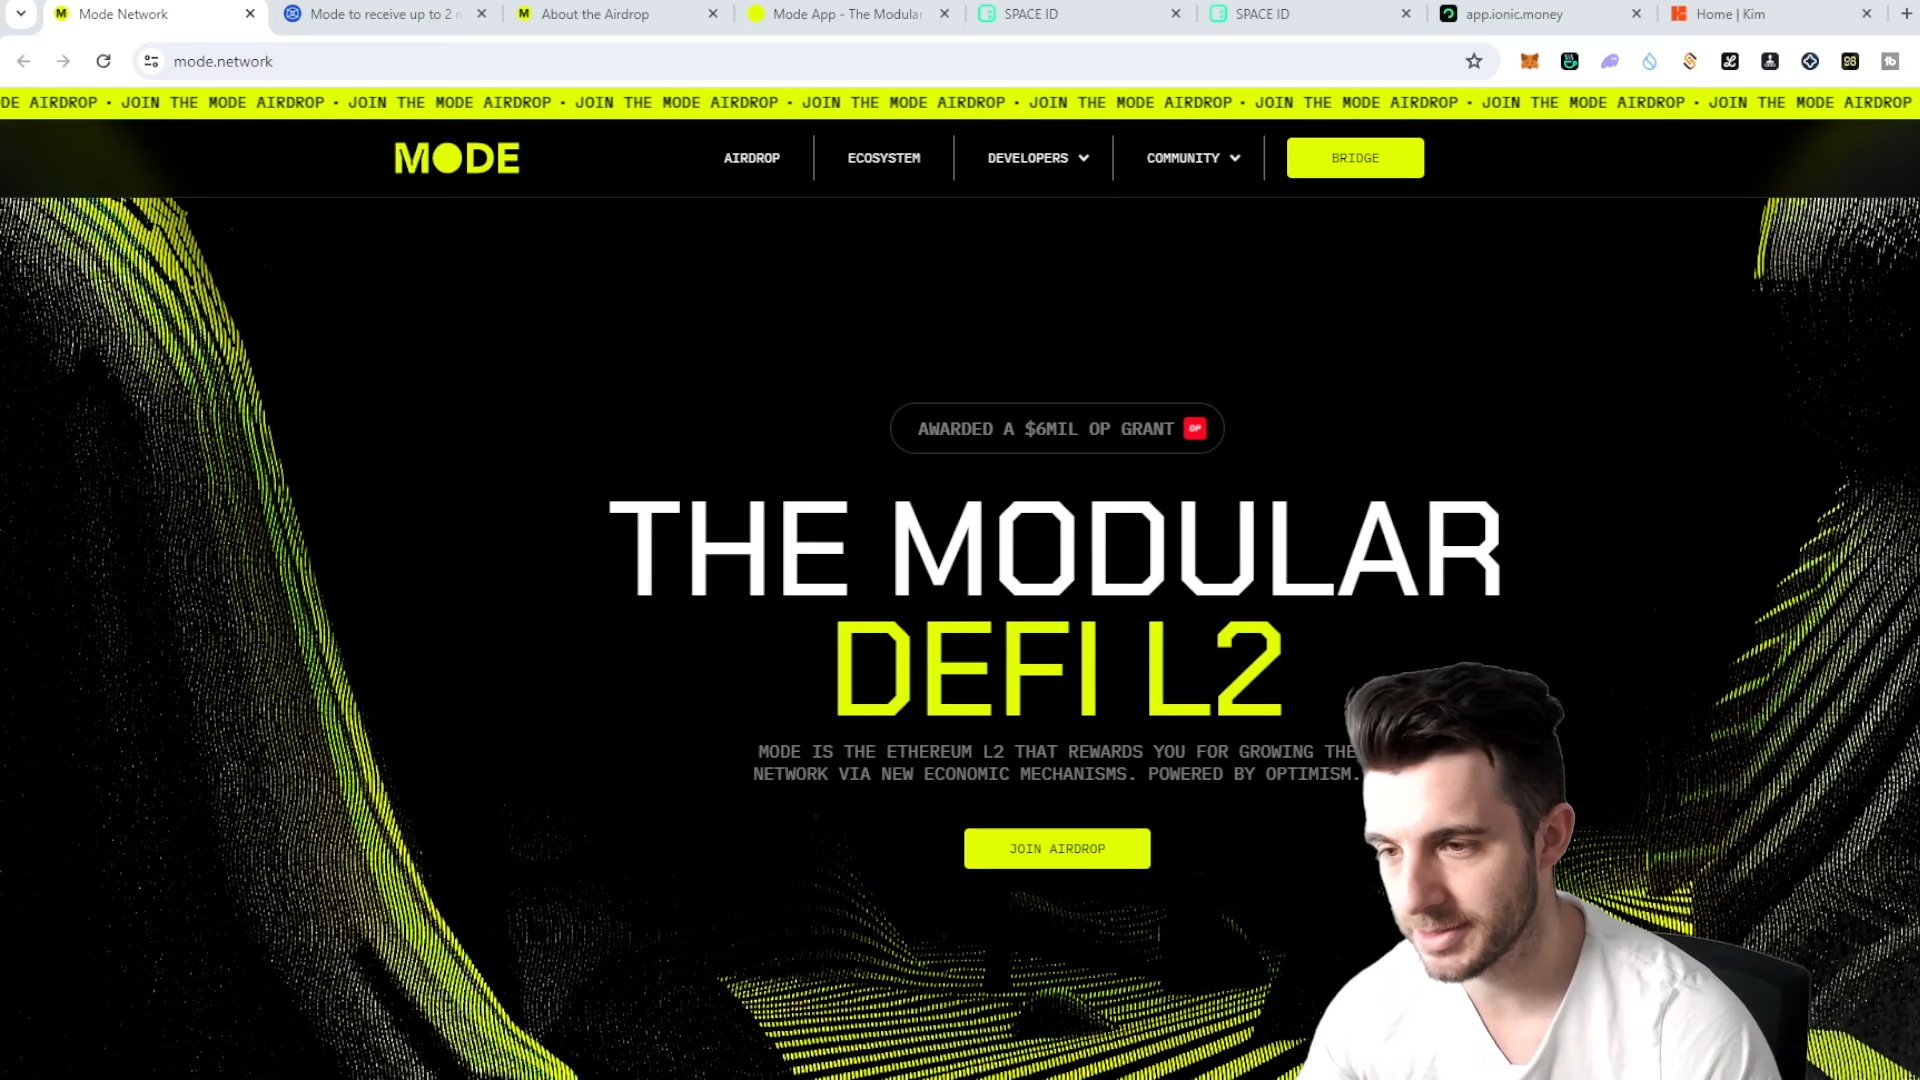 Mode Network
Mode to receive up to 2
About the Airdrop
Mode App - The Modular
SPACE ID
SPACE ID
app.ionic.money
Home | Kim
mode.network
DE AIRDROP • JOIN THE MODE AIRDROP • JOIN THE MODE AIRDROP • JOIN THE MODE AIRDROP • JOIN THE MODE AIRDROP • JOIN THE MODE AIRDROP • JOIN THE MODE AIRDROP • JOIN THE MODE AIRDROP • JOIN THE MODE AIRDROP
MODE
AIRDROP
ECOSYSTEM
DEVELOPERS
COMMUNITY
BRIDGE
AWARDED A $6MIL OP GRANT OP
THE MODULAR
DEFI L2
MODE IS THE ETHEREUM L2 THAT REWARDS YOU FOR GROWING THE
NETWORK VIA NEW ECONOMIC MECHANISMS. POWERED BY OPTIMISM.
JOIN AIRDROP